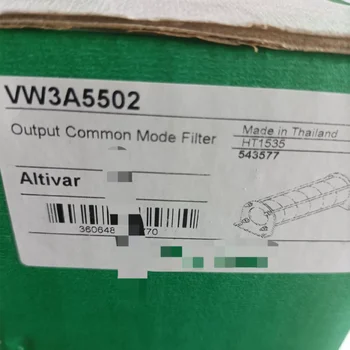 VW3A5502
Output Common Mode Filter
Made in Thailand
HT1535
543577
Altivar
360648 70